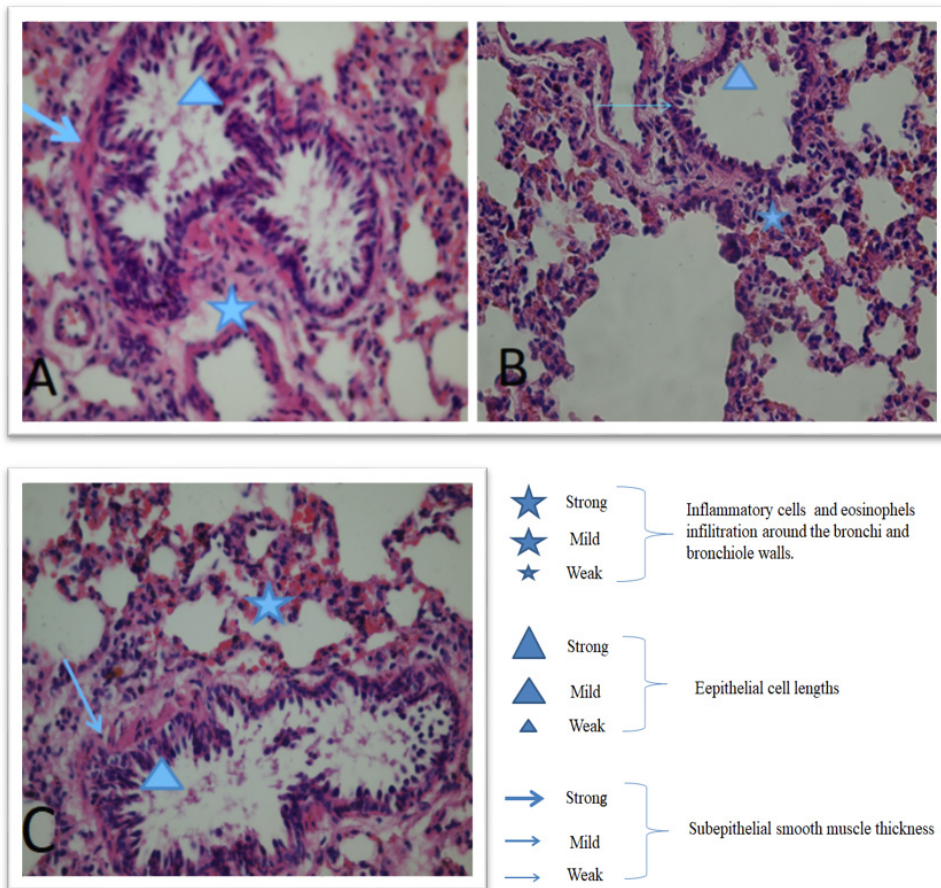 A
B
C
Strong
Mild
Weak
Inflammatory cells and eosinophels
infilitration around the bronchi and
bronchiole walls.
Strong
Mild
Weak
Eepithelial cell lengths
Strong
Mild
Weak
Subepithelial smooth muscle thickness